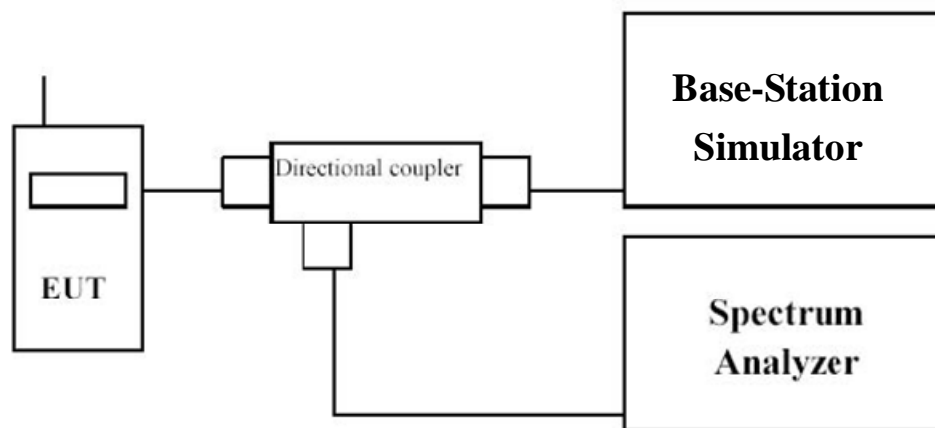 Base-Station
Simulator
Directional coupler
EUT
Spectrum
Analyzer